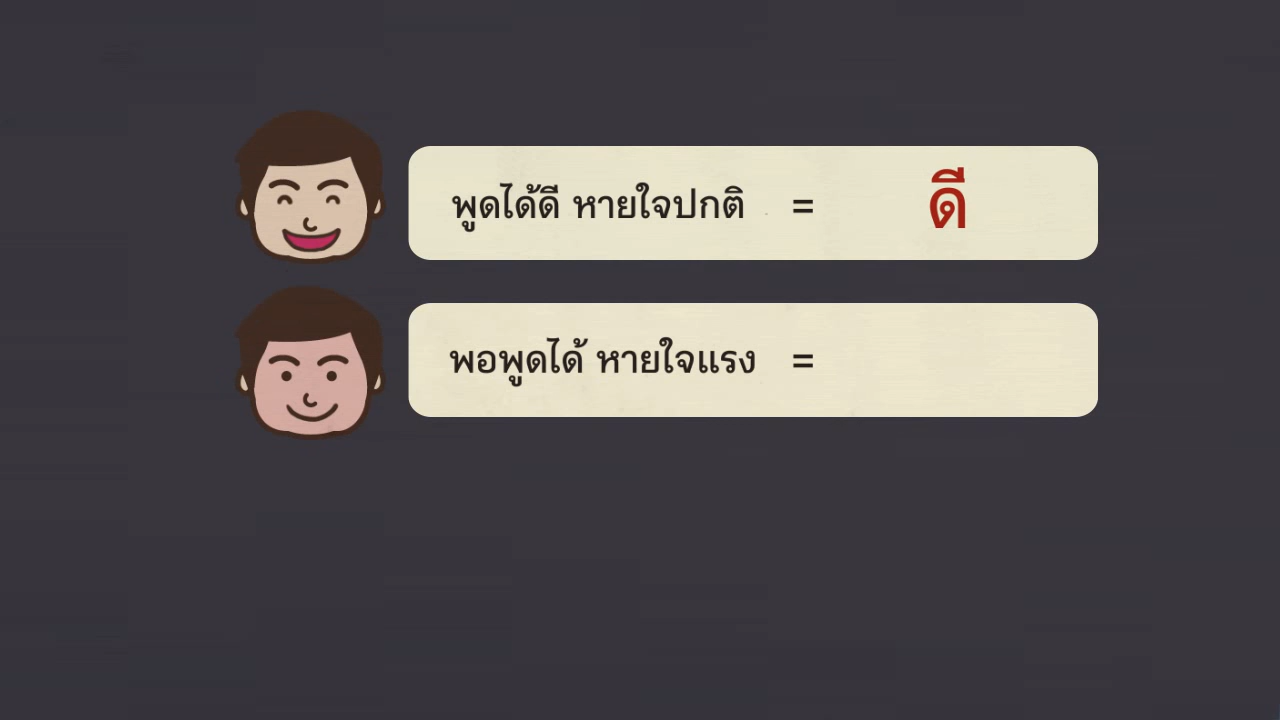 พูดได้ดี หายใจปกติ = ดี
พอพูดได้ หายใจแรง =